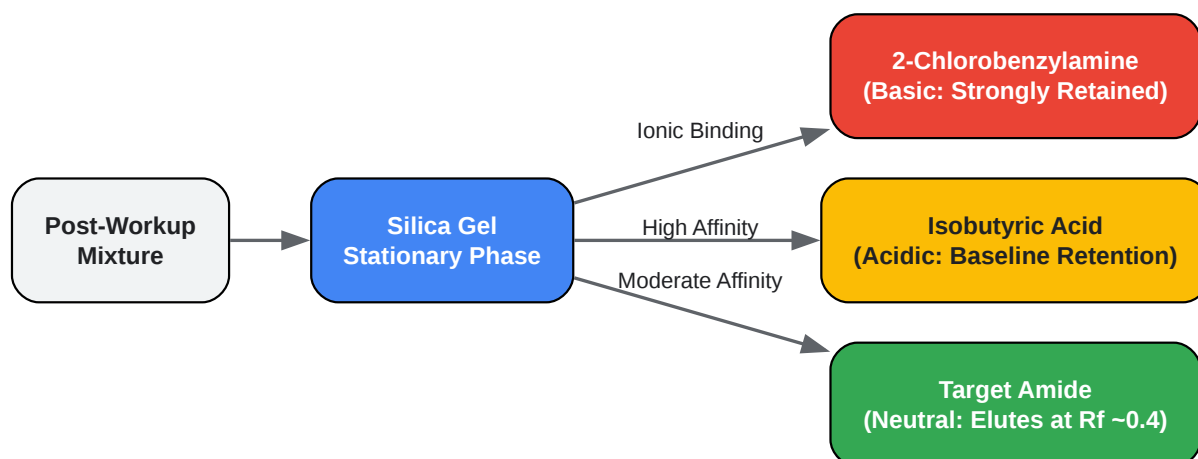 Post-Workup
Mixture
Silica Gel
Stationary Phase
Ionic Binding
High Affinity
Moderate Affinity
2-Chlorobenzylamine
(Basic: Strongly Retained)
Isobutyric Acid
(Acidic: Baseline Retention)
Target Amide
(Neutral: Elutes at Rf ~0.4)